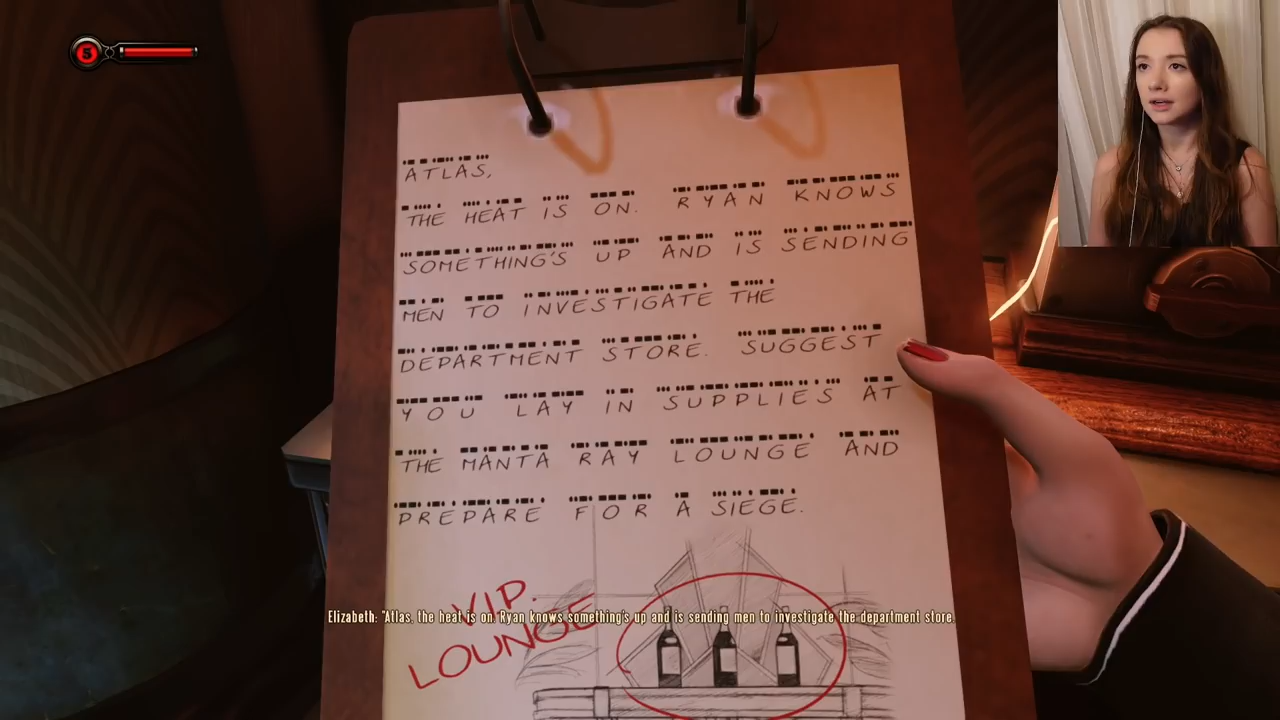 5
ATLAS,
THE HEAT IS ON. RYAN KNOWS
SOMETHING'S UP AND IS SENDING
MEN TO INVESTIGATE THE
DEPARTMENT STORE. SUGGEST
YOU LAY IN SUPPLIES AT
THE MANTA RAY LOUNGE AND
PREPARE FOR A SIEGE.
V.I.P.
LOUNGE
Elizabeth: "Atlas, the heat is on. Ryan knows something's up and is sending men to investigate the department store.